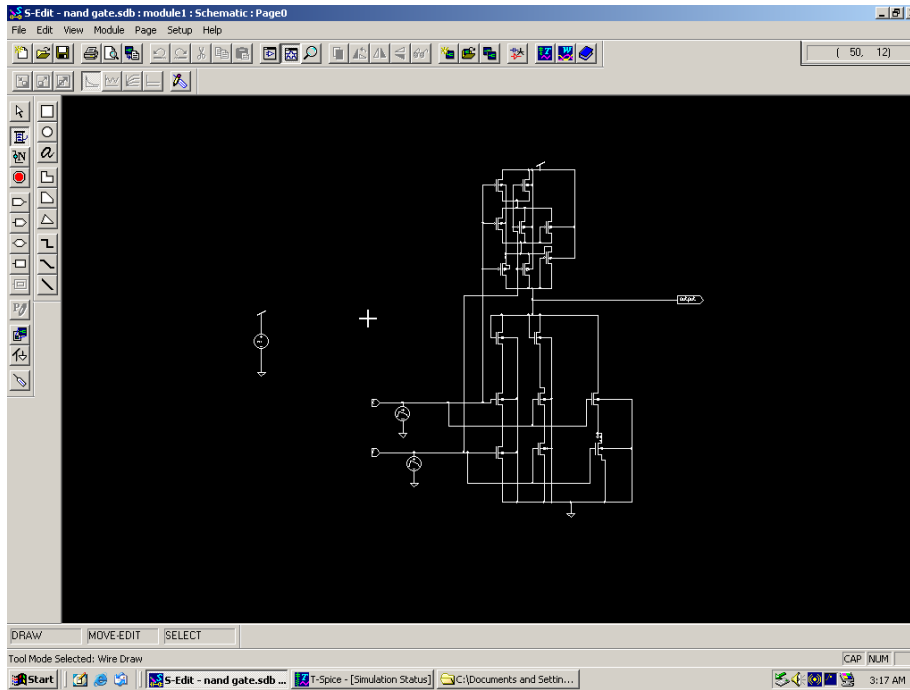 S-Edit - nand gate.sdb : module1 : Schematic : Page0
File Edit View Module Page Setup Help
( 50, 12)
output
DRAW MOVE-EDIT SELECT
Tool Mode Selected: Wire Draw
CAP NUM
Start S-Edit - nand gate.sdb ... T-Spice - [Simulation Status] C:\Documents and Settin... 3:17 AM